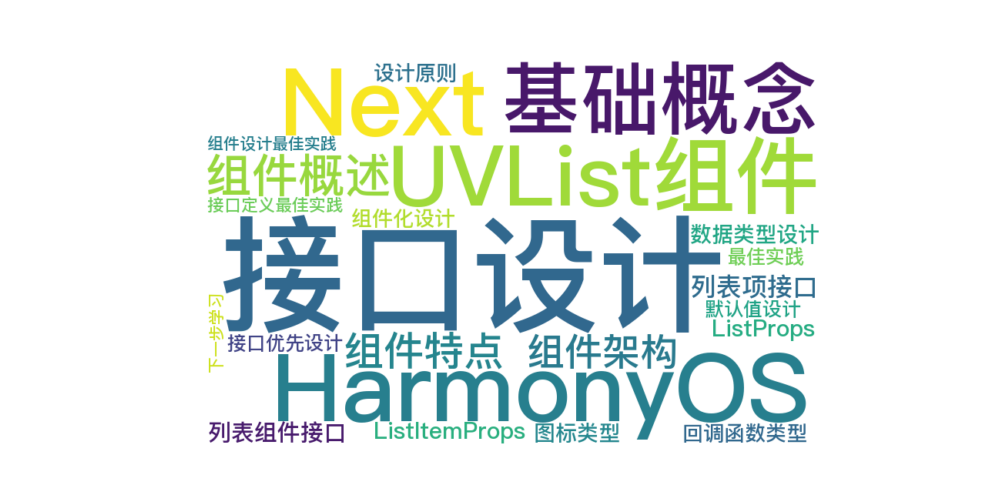 设计原则
Next
基础概念
组件设计最佳实践
组件概述
UVList组件
接口定义最佳实践
组件化设计
接口设计
数据类型设计
最佳实践
列表项接口
默认值设计
ListProps
下一步学习
接口优先设计
组件特点
组件架构
HarmonyOS
列表组件接口
ListItemProps
图标类型
回调函数类型